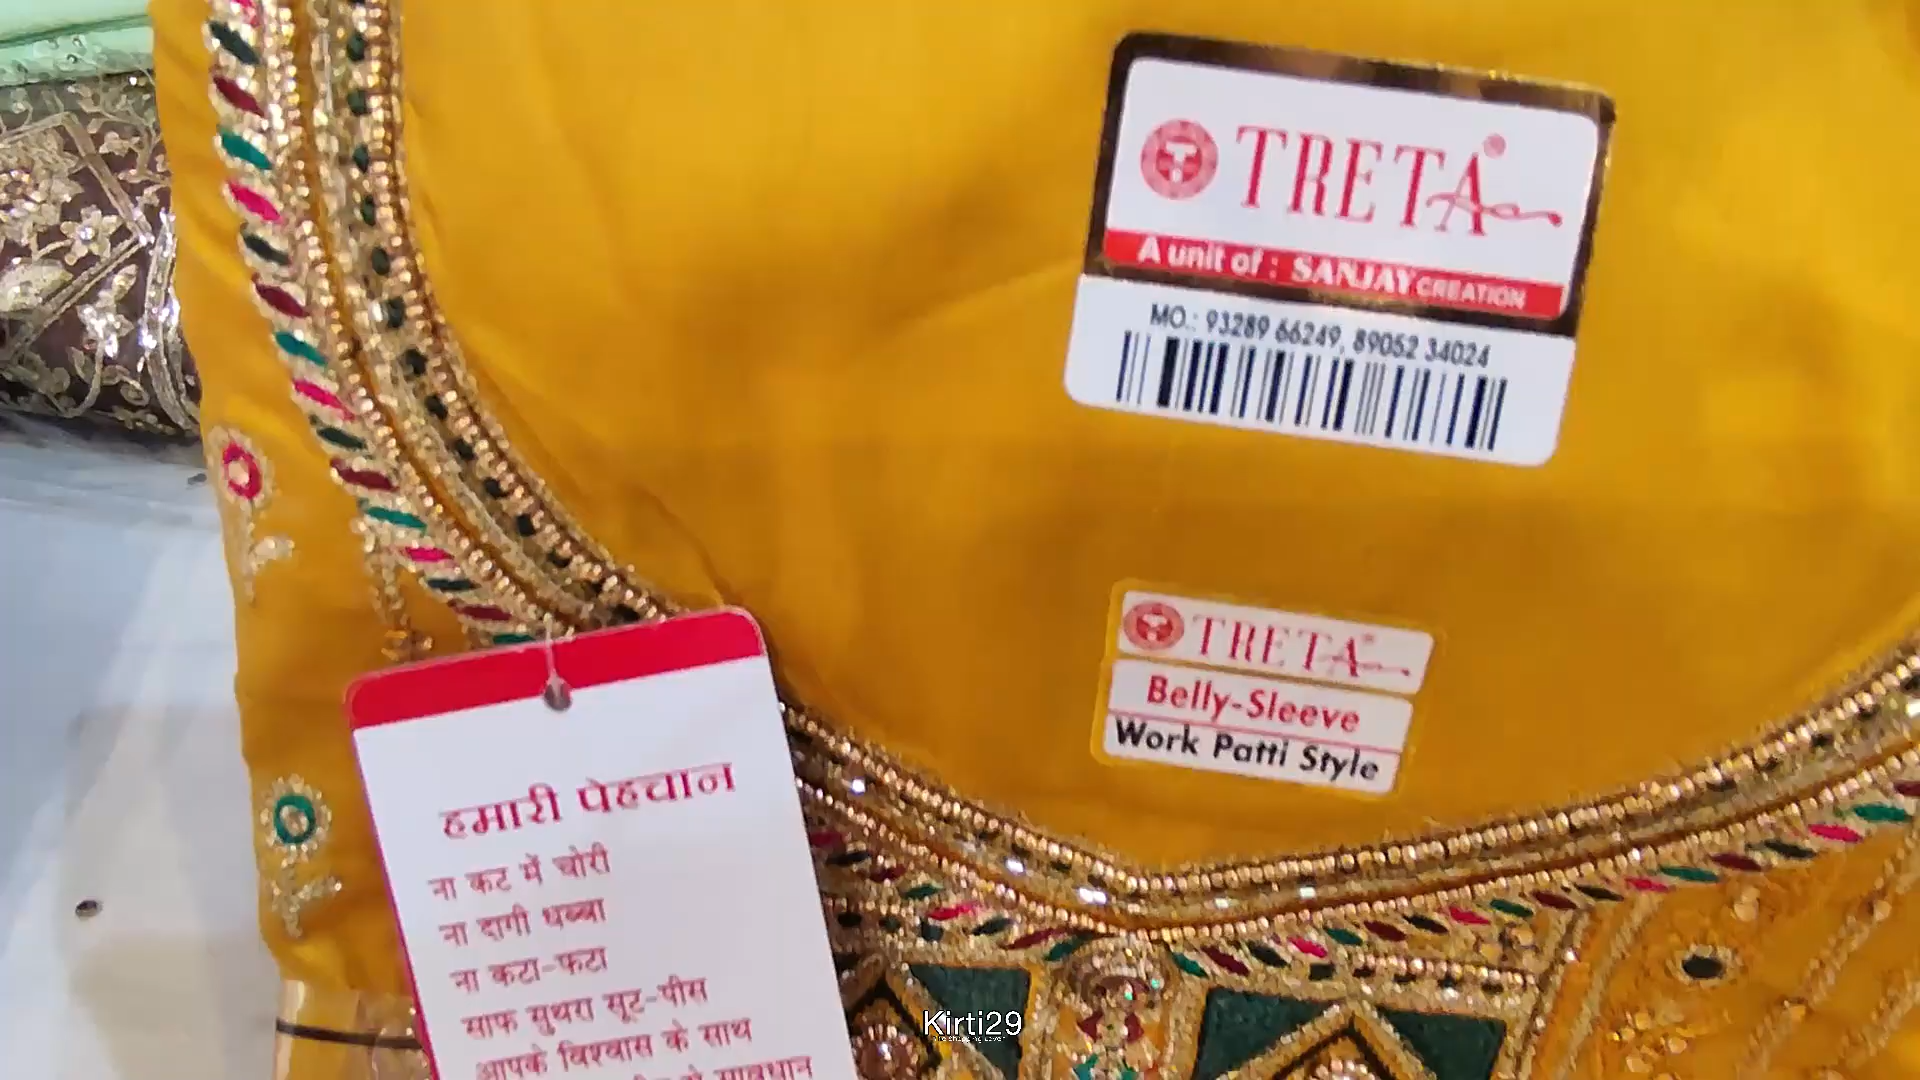 TRETA®
A unit of : SANJAY CREATION
MO.: 93289 66249, 89052 34024
TRETA
Belly-Sleeve
Work Patti Style
हमारी पेहचान
ना कट में चोरी
ना दागी धब्बा
ना कटा-फटा
साफ सुथरा सूट-पीस
आपके विश्वास के साथ
सावधान
Kirti29